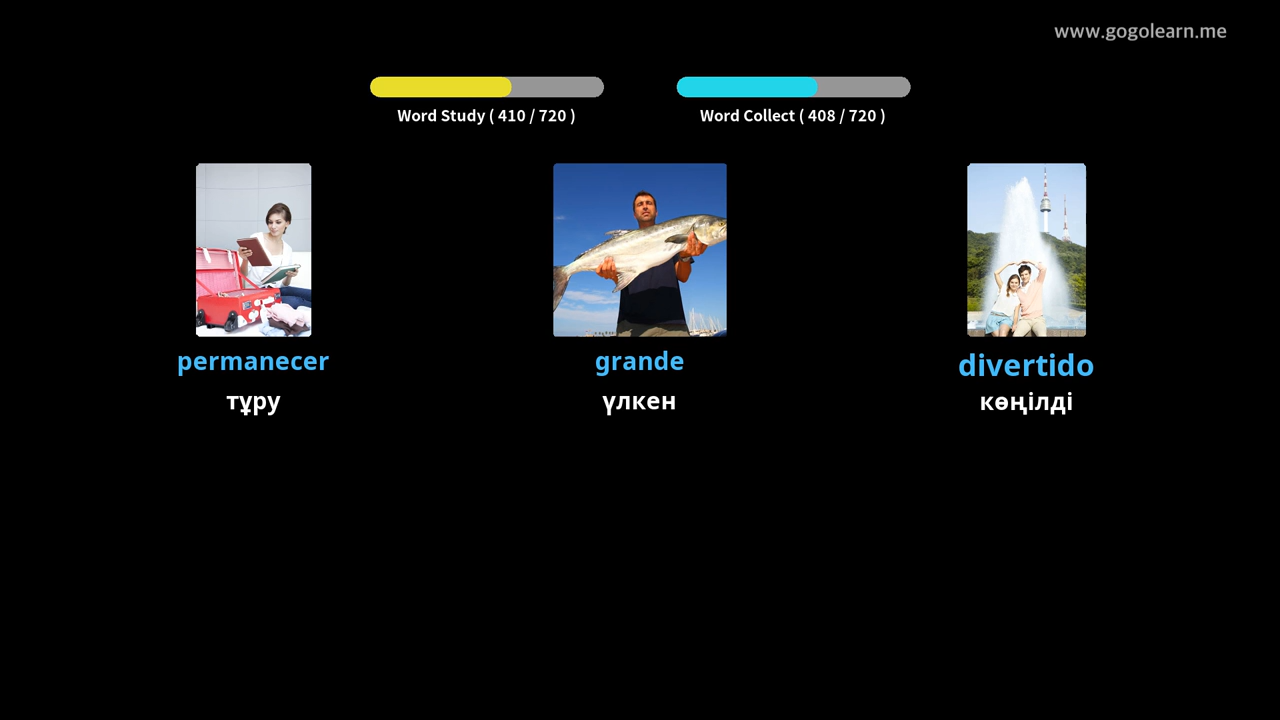 www.gogolearn.me
Word Study ( 410 / 720 )
Word Collect ( 408 / 720 )
permanecer
тұру
grande
үлкен
divertido
көңілді